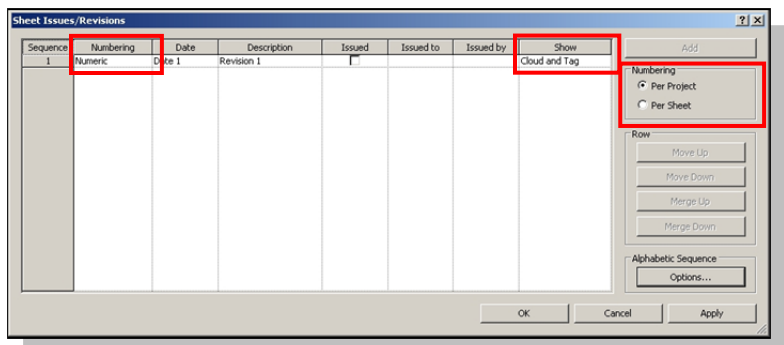 Sheet Issues/Revisions
Sequence Numbering Date Description Issued Issued to Issued by Show
1 Numeric Date 1 Revision 1 Cloud and Tag
Add
Numbering
Per Project
Per Sheet
Row
Move Up
Move Down
Merge Up
Merge Down
Alphabetic Sequence
Options...
OK Cancel Apply